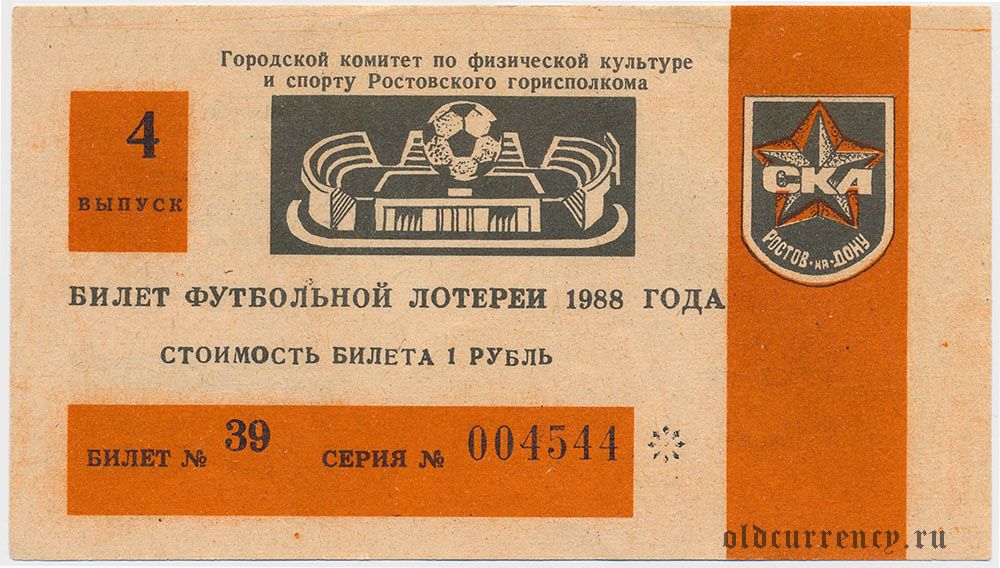 Городской комитет по физической культуре
и спорту Ростовского горисполкома
4
ВЫПУСК
СКА
РОСТОВ-НА-ДОНУ
БИЛЕТ ФУТБОЛЬНОЙ ЛОТЕРЕИ 1988 ГОДА
СТОИМОСТЬ БИЛЕТА 1 РУБЛЬ
БИЛЕТ № 39 СЕРИЯ № 004544
oldcurrency.ru